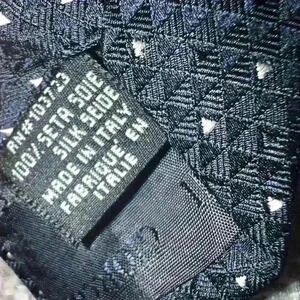 RN#103723
100% SETA SOIE
SILK SEIDE
MADE IN ITALY
FABRIQUE EN
ITALIE